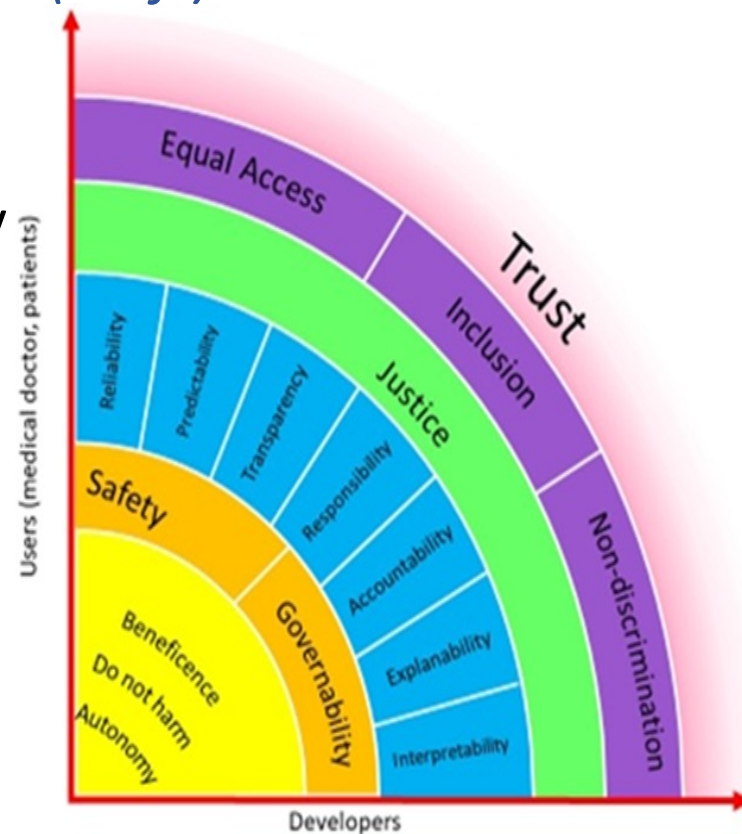 Users (medical doctor, patients)
Equal Access
Inclusion
Non-discrimination
Trust
Justice
Reliability
Predictability
Transparency
Responsibility
Accountability
Explanability
Interpretability
Safety
Governability
Beneficence
Do not harm
Autonomy
Developers